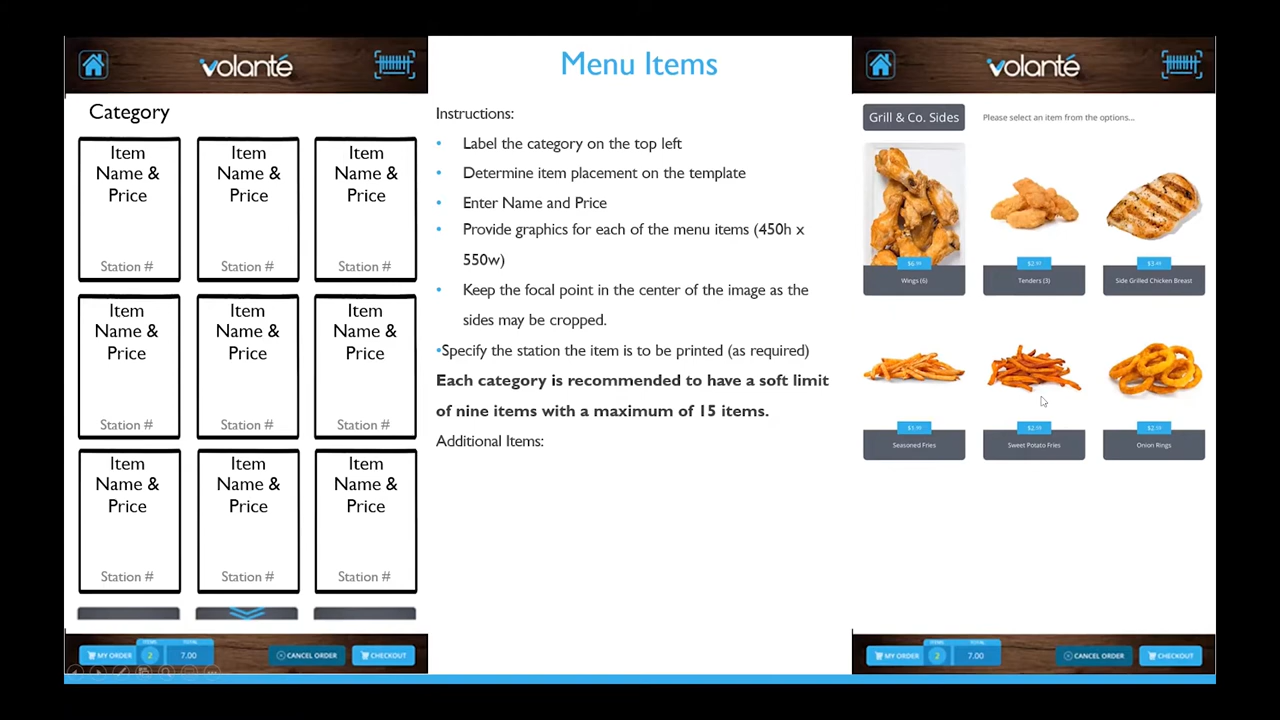 volanté
Category
Item
Name &
Price
Station #
Item
Name &
Price
Station #
Item
Name &
Price
Station #
Item
Name &
Price
Station #
Item
Name &
Price
Station #
Item
Name &
Price
Station #
Item
Name &
Price
Station #
Item
Name &
Price
Station #
Item
Name &
Price
Station #
MY ORDER
ITEMS
2
TOTAL
7.00
CANCEL ORDER
CHECKOUT
Menu Items
Instructions:
• Label the category on the top left
• Determine item placement on the template
• Enter Name and Price
• Provide graphics for each of the menu items (450h x
550w)
• Keep the focal point in the center of the image as the
sides may be cropped.
•Specify the station the item is to be printed (as required)
Each category is recommended to have a soft limit
of nine items with a maximum of 15 items.
Additional Items:
volanté
Grill & Co. Sides
Please select an item from the options...
Wings (6)
Tenders (3)
Side Grilled Chicken Breast
Seasoned Fries
Sweet Potato Fries
Onion Rings
MY ORDER
ITEMS
2
TOTAL
7.00
CANCEL ORDER
CHECKOUT